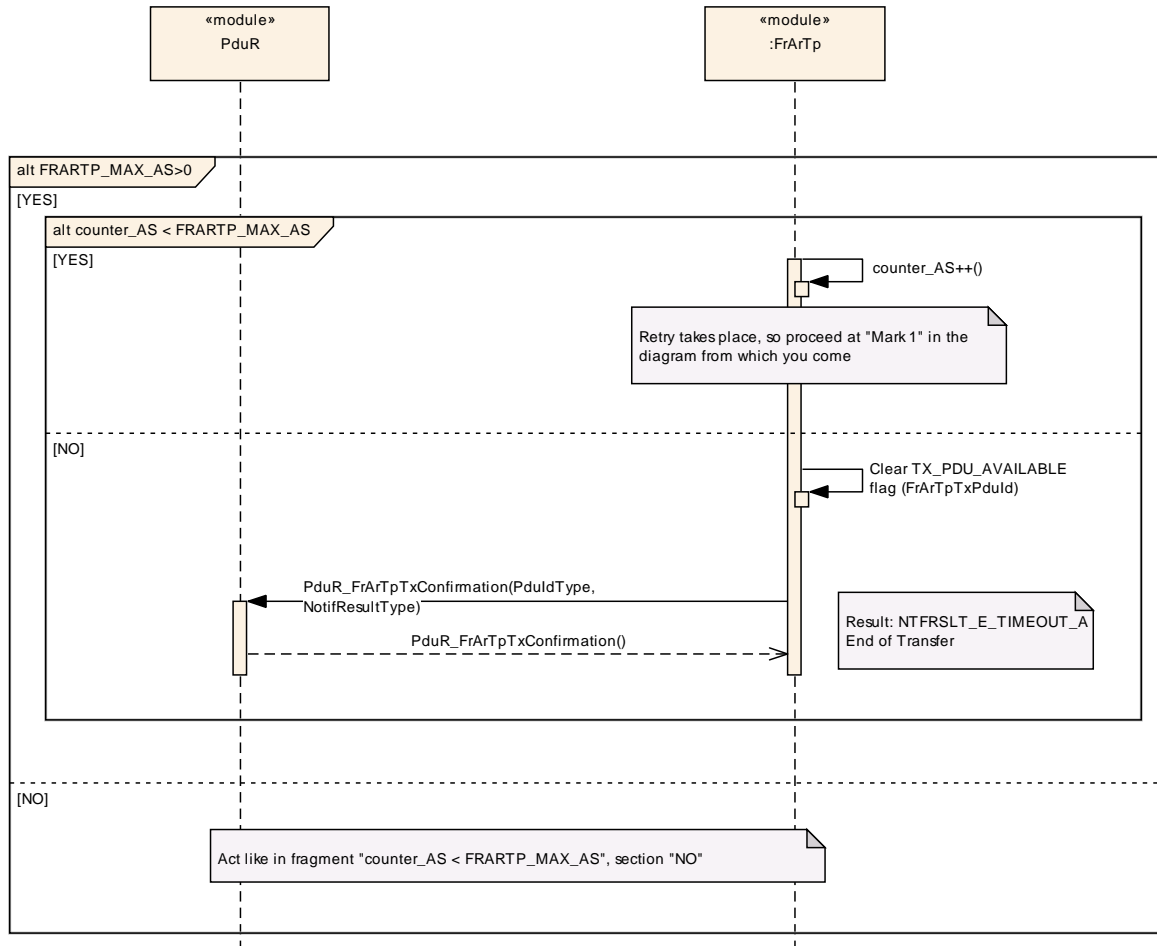 «module»
PduR
«module»
:FrArTp
alt FRARTP_MAX_AS>0
[YES]
alt counter_AS < FRARTP_MAX_AS
[YES]
counter_AS++()
Retry takes place, so proceed at "Mark 1" in the
diagram from which you come
[NO]
Clear TX_PDU_AVAILABLE
flag (FrArTpTxPduId)
PduR_FrArTpTxConfirmation(PduIdType,
NotifResultType)
Result: NTFRSLT_E_TIMEOUT_A
End of Transfer
PduR_FrArTpTxConfirmation()
[NO]
Act like in fragment "counter_AS < FRARTP_MAX_AS", section "NO"